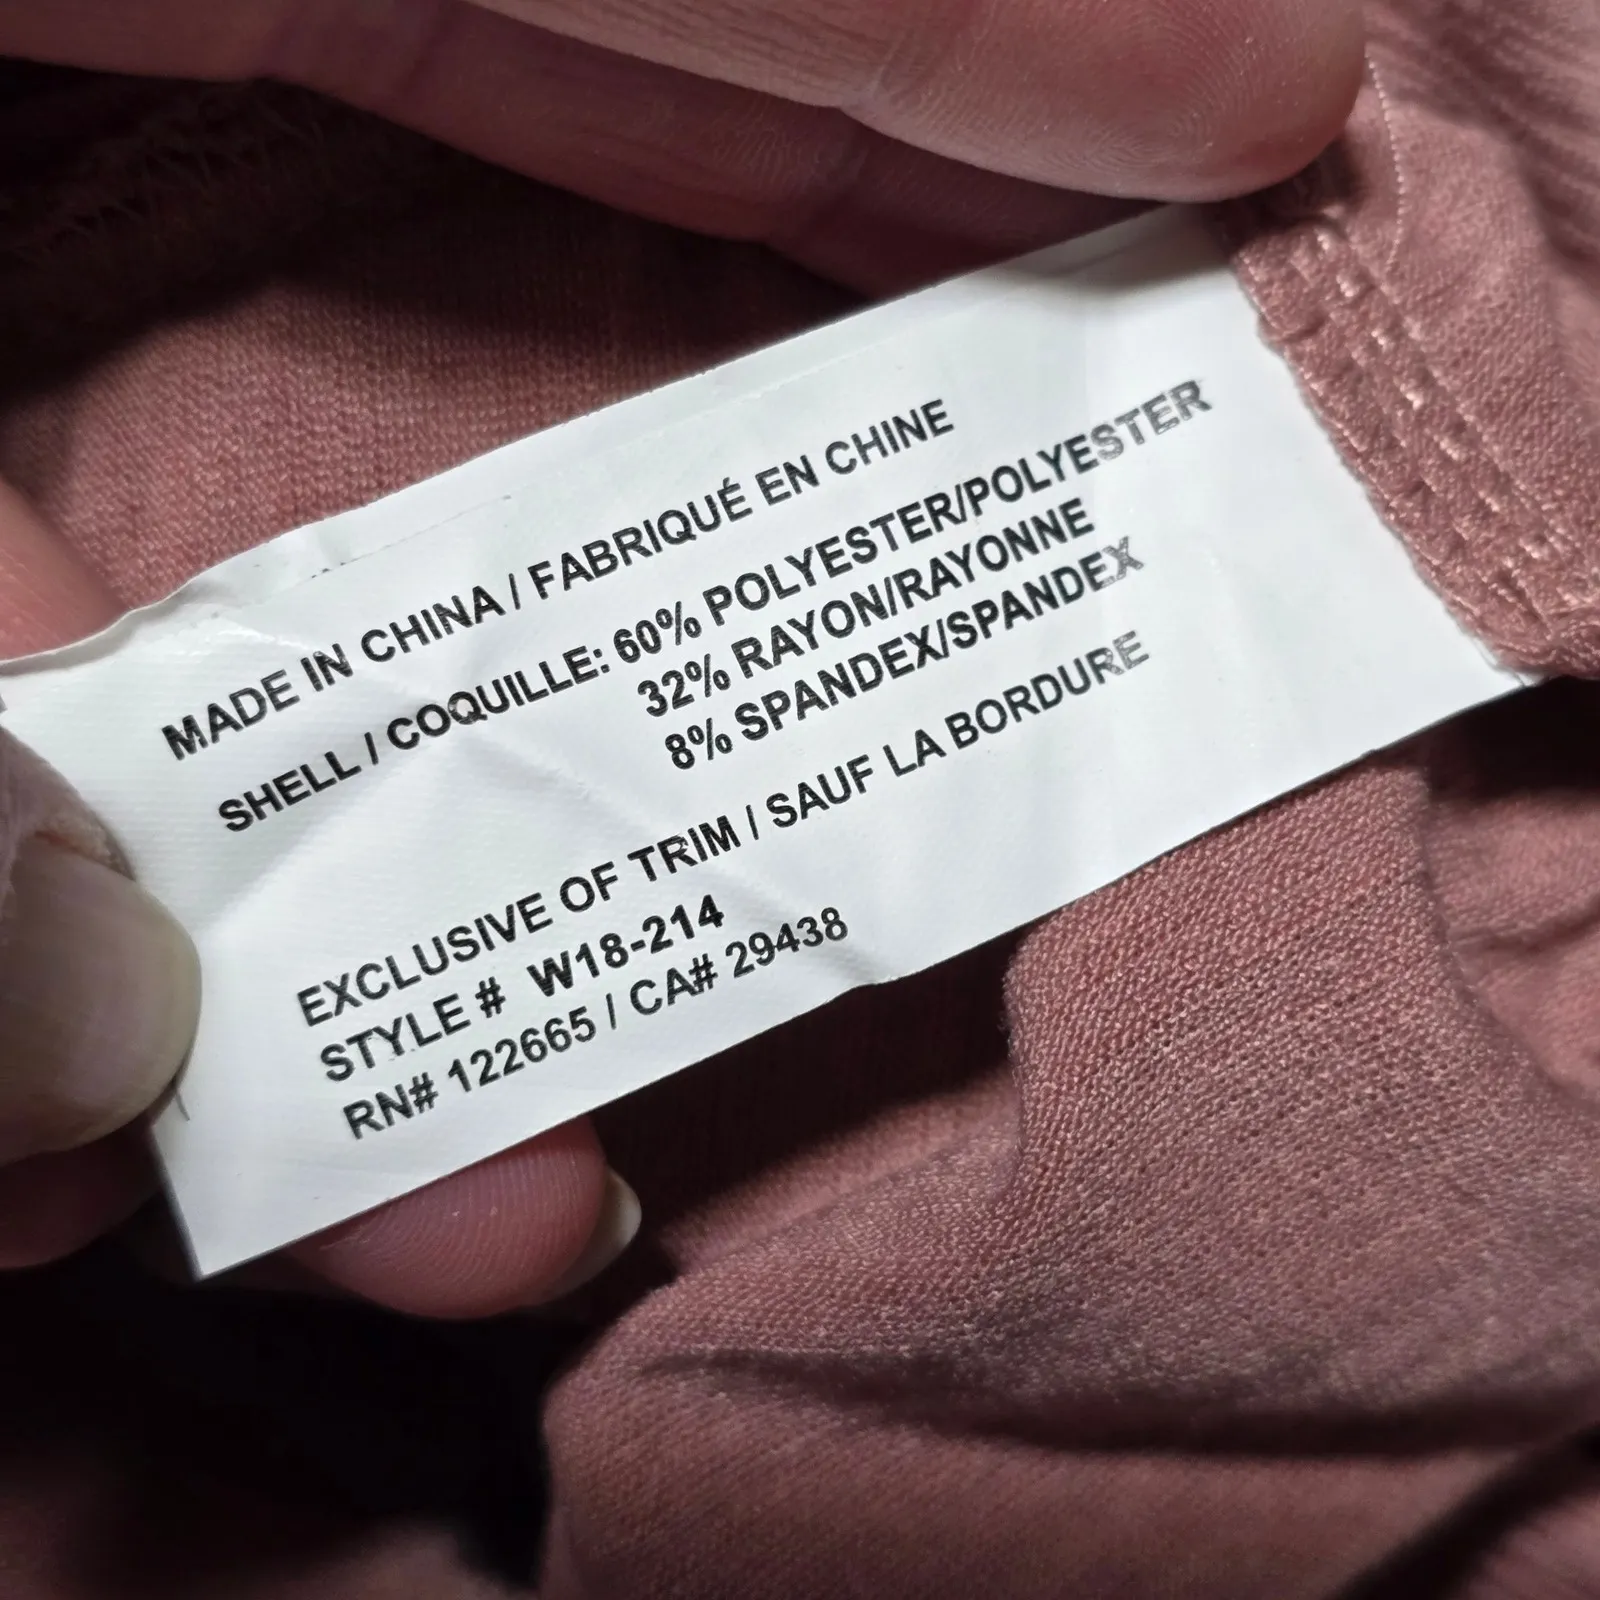 MADE IN CHINA / FABRIQUÉ EN CHINE
SHELL / COQUILLE: 60% POLYESTER/POLYESTER
32% RAYON/RAYONNE
8% SPANDEX/SPANDEX
EXCLUSIVE OF TRIM / SAUF LA BORDURE
STYLE # W18-214
RN# 122665 / CA# 29438